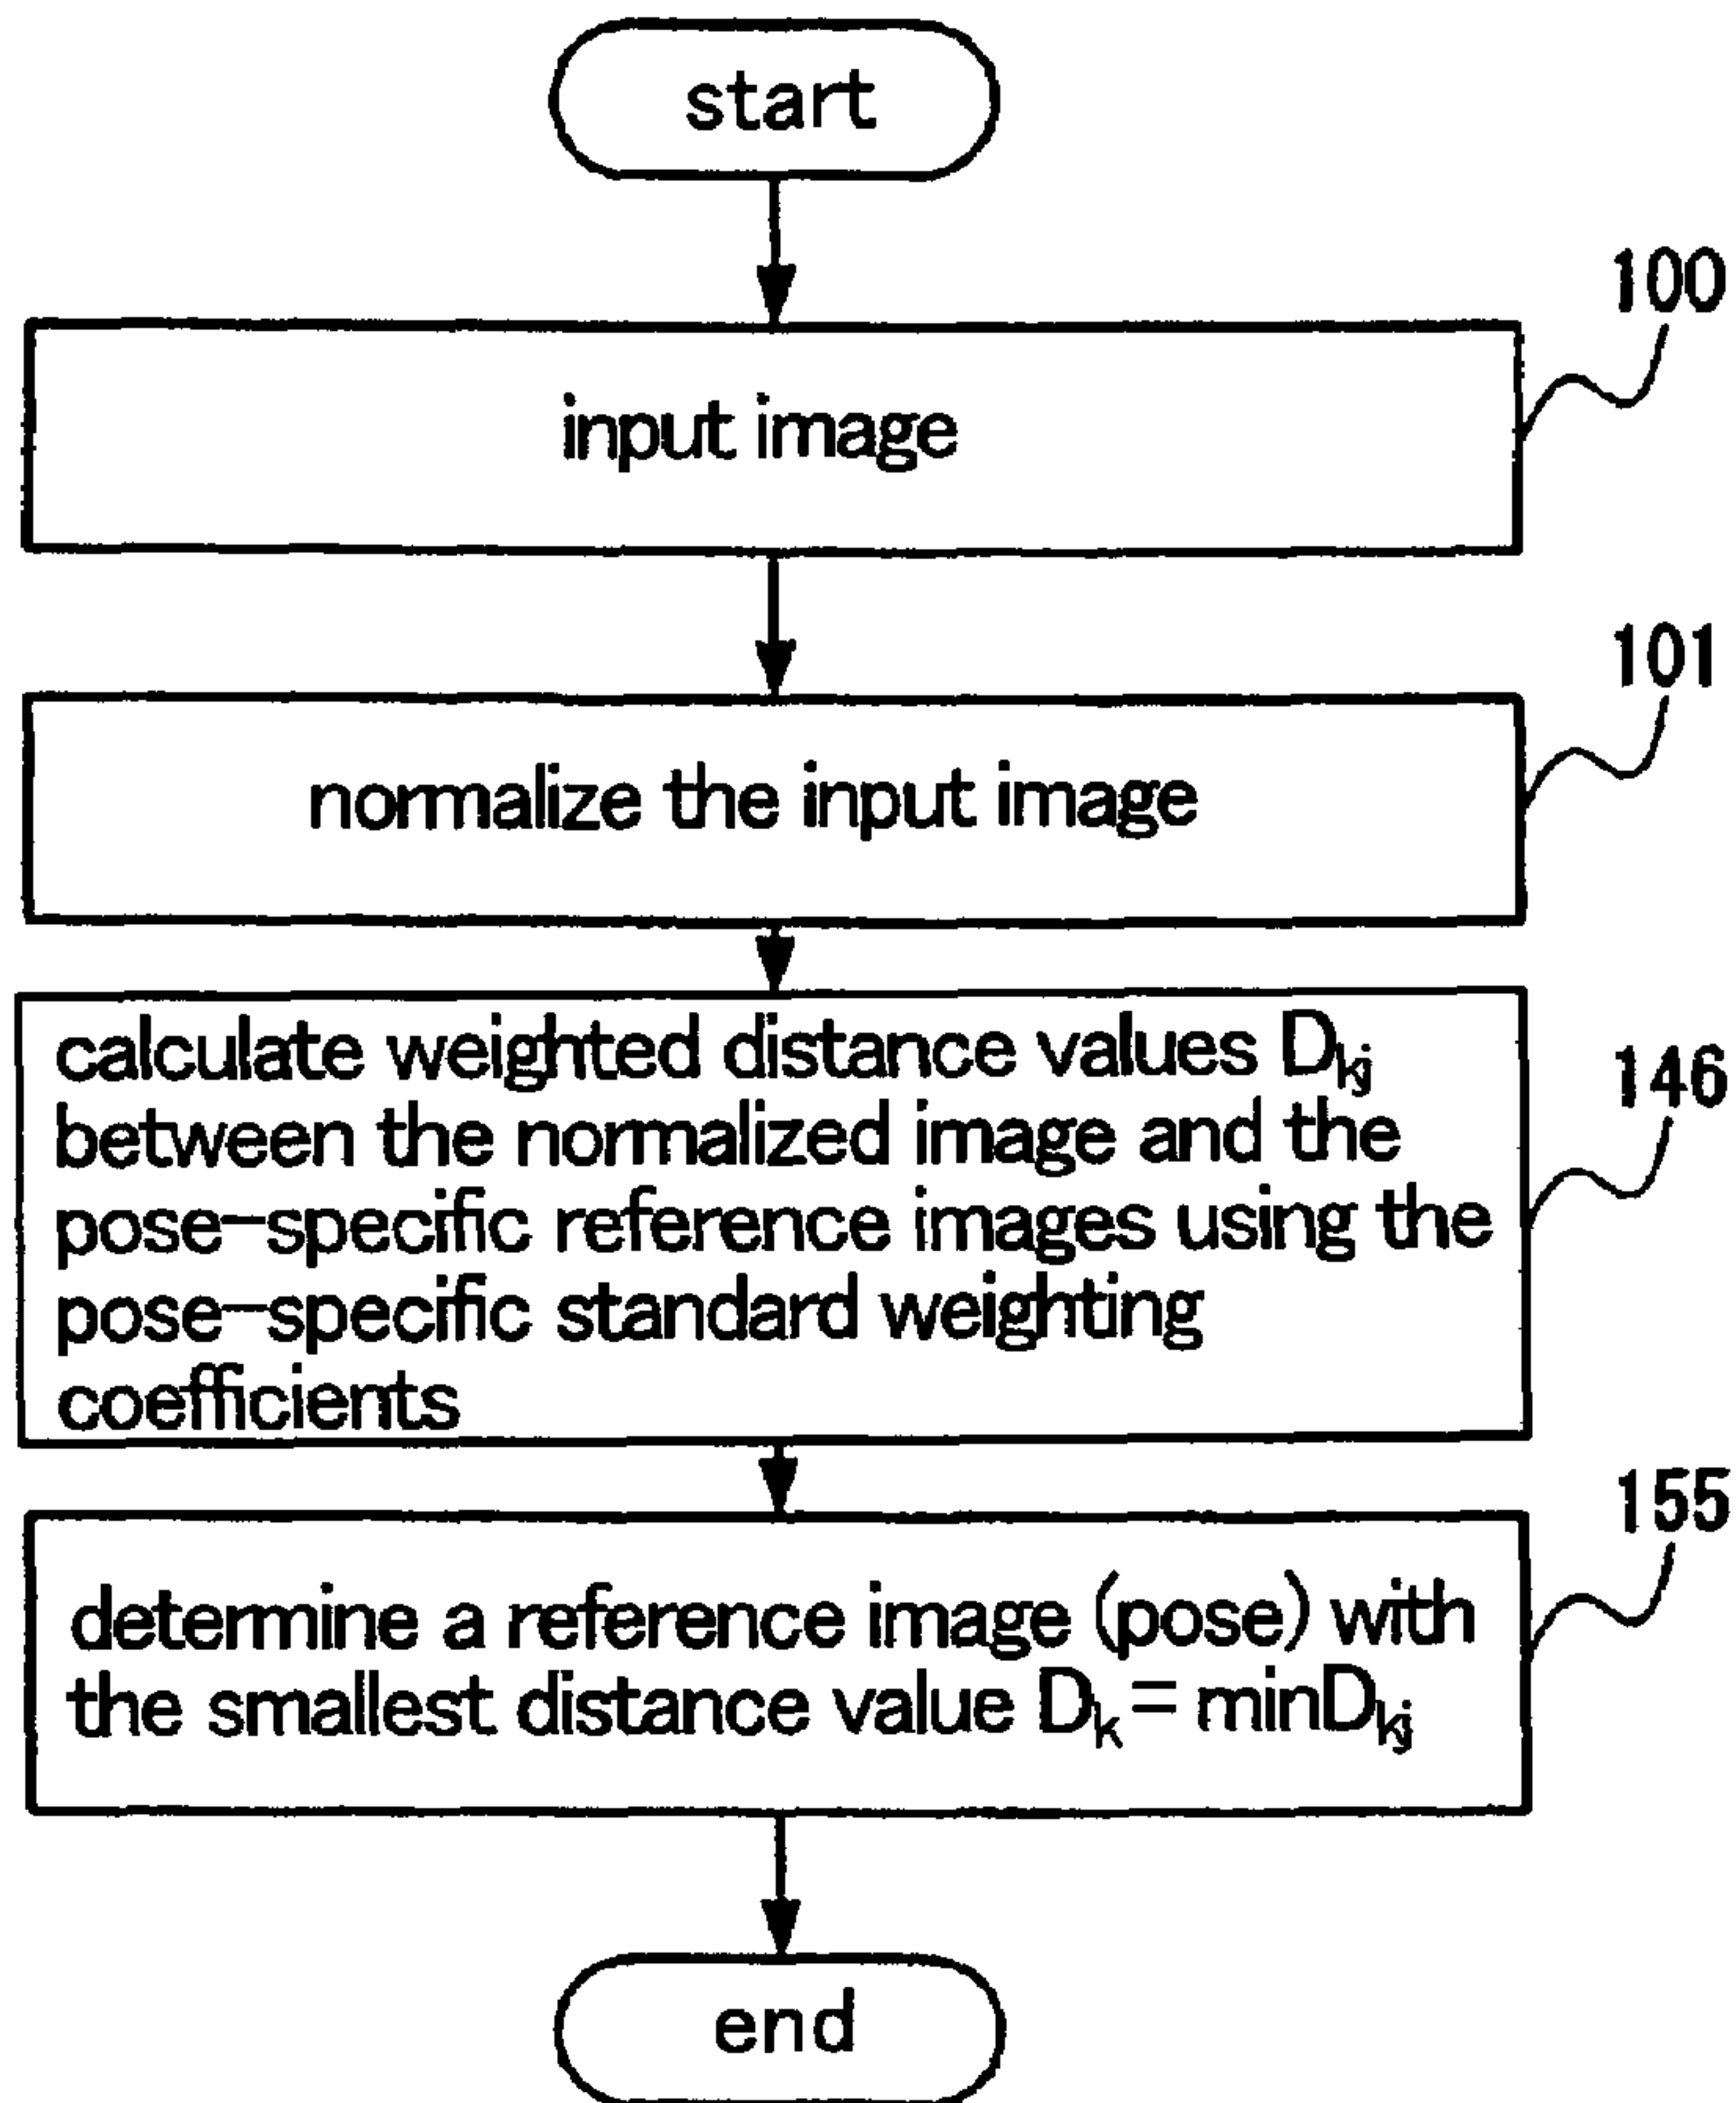 start
100
input image
101
normalize the input image
146
calculate weighted distance values Dkj
between the normalized image and the
pose-specific reference images using the
pose-specific standard weighting
coefficients
155
determine a reference image (pose) with
the smallest distance value Dk = minDkj
end